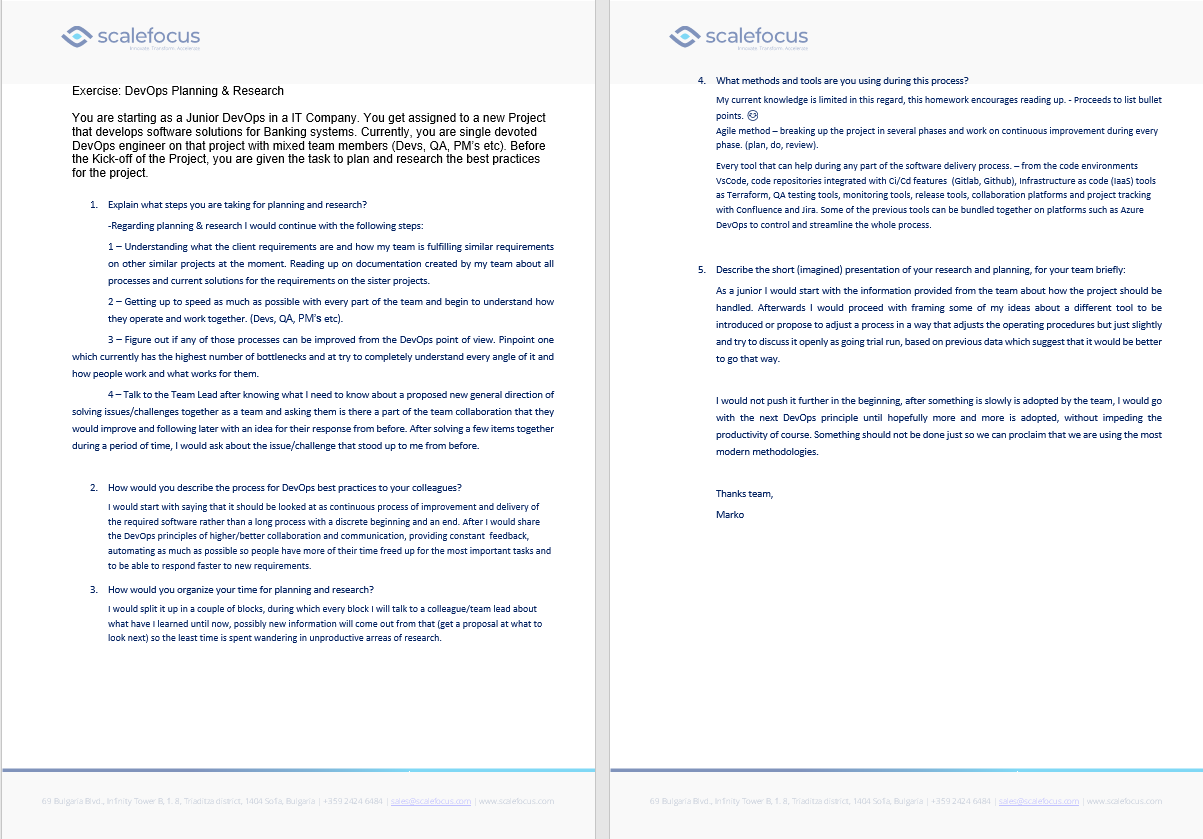 scalefocus
Innovate. Transform. Accelerate.
Exercise: DevOps Planning & Research
You are starting as a Junior DevOps in a IT Company. You get assigned to a new Project
that develops software solutions for Banking systems. Currently, you are single devoted
DevOps engineer on that project with mixed team members (Devs, QA, PM's etc). Before
the Kick-off of the Project, you are given the task to plan and research the best practices
for the project.
1. Explain what steps you are taking for planning and research?
-Regarding planning & research I would continue with the following steps:
1 – Understanding what the client requirements are and how my team is fulfilling similar requirements
on other similar projects at the moment. Reading up on documentation created by my team about all
processes and current solutions for the requirements on the sister projects.
2 – Getting up to speed as much as possible with every part of the team and begin to understand how
they operate and work together. (Devs, QA, PM's etc).
3 – Figure out if any of those processes can be improved from the DevOps point of view. Pinpoint one
which currently has the highest number of bottlenecks and at try to completely understand every angle of it and
how people work and what works for them.
4 – Talk to the Team Lead after knowing what I need to know about a proposed new general direction of
solving issues/challenges together as a team and asking them is there a part of the team collaboration that they
would improve and following later with an idea for their response from before. After solving a few items together
during a period of time, I would ask about the issue/challenge that stood up to me from before.
2. How would you describe the process for DevOps best practices to your colleagues?
I would start with saying that it should be looked at as continuous process of improvement and delivery of
the required software rather than a long process with a discrete beginning and an end. After I would share
the DevOps principles of higher/better collaboration and communication, providing constant feedback,
automating as much as possible so people have more of their time freed up for the most important tasks and
to be able to respond faster to new requirements.
3. How would you organize your time for planning and research?
I would split it up in a couple of blocks, during which every block I will talk to a colleague/team lead about
what have I learned until now, possibly new information will come out from that (get a proposal at what to
look next) so the least time is spent wandering in unproductive arreas of research.
69 Bulgaria Blvd., Infinity Tower B, fl. 8, Triaditza district, 1404 Sofia, Bulgaria | +359 2424 6484 | sales@scalefocus.com | www.scalefocus.com
scalefocus
Innovate. Transform. Accelerate.
4. What methods and tools are you using during this process?
My current knowledge is limited in this regard, this homework encourages reading up. - Proceeds to list bullet
points. ☺
Agile method – breaking up the project in several phases and work on continuous improvement during every
phase. (plan, do, review).
Every tool that can help during any part of the software delivery process. – from the code environments
VsCode, code repositories integrated with Ci/Cd features (Gitlab, Github), Infrastructure as code (IaaS) tools
as Terraform, QA testing tools, monitoring tools, release tools, collaboration platforms and project tracking
with Confluence and Jira. Some of the previous tools can be bundled together on platforms such as Azure
DevOps to control and streamline the whole process.
5. Describe the short (imagined) presentation of your research and planning, for your team briefly:
As a junior I would start with the information provided from the team about how the project should be
handled. Afterwards I would proceed with framing some of my ideas about a different tool to be
introduced or propose to adjust a process in a way that adjusts the operating procedures but just slightly
and try to discuss it openly as going trial run, based on previous data which suggest that it would be better
to go that way.
I would not push it further in the beginning, after something is slowly is adopted by the team, I would go
with the next DevOps principle until hopefully more and more is adopted, without impeding the
productivity of course. Something should not be done just so we can proclaim that we are using the most
modern methodologies.
Thanks team,
Marko
69 Bulgaria Blvd., Infinity Tower B, fl. 8, Triaditza district, 1404 Sofia, Bulgaria | +359 2424 6484 | sales@scalefocus.com | www.scalefocus.com